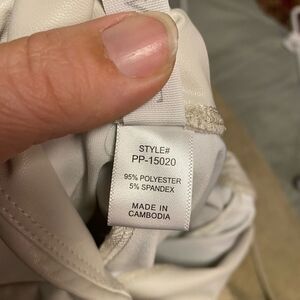 STYLE#
PP-15020
95% POLYESTER
5% SPANDEX
MADE IN
CAMBODIA